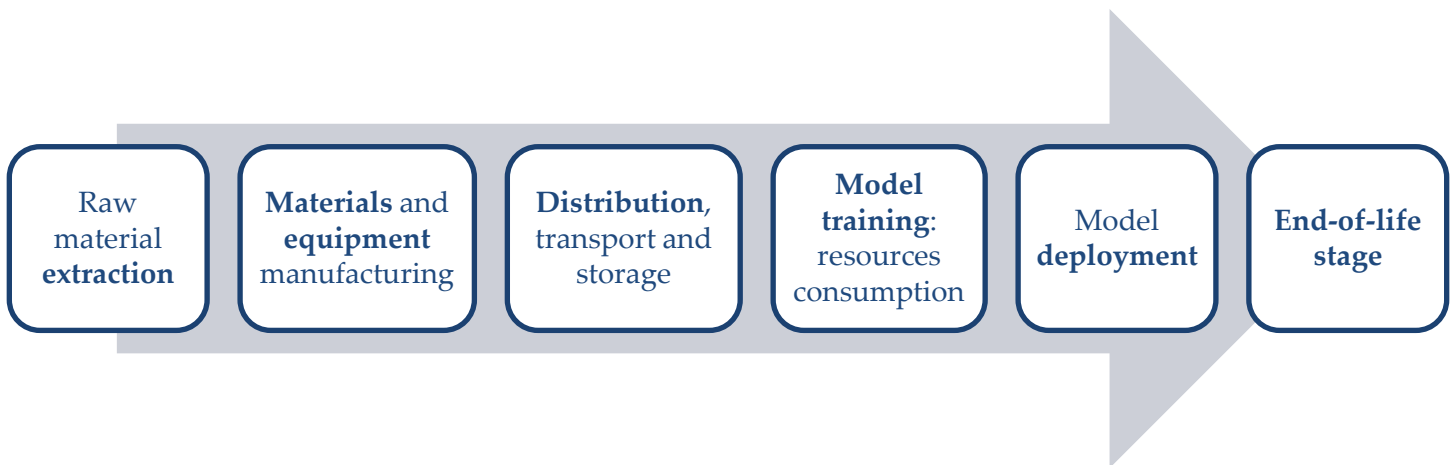 Raw
material
extraction
Materials and
equipment
manufacturing
Distribution,
transport and
storage
Model
training:
resources
consumption
Model
deployment
End-of-life
stage